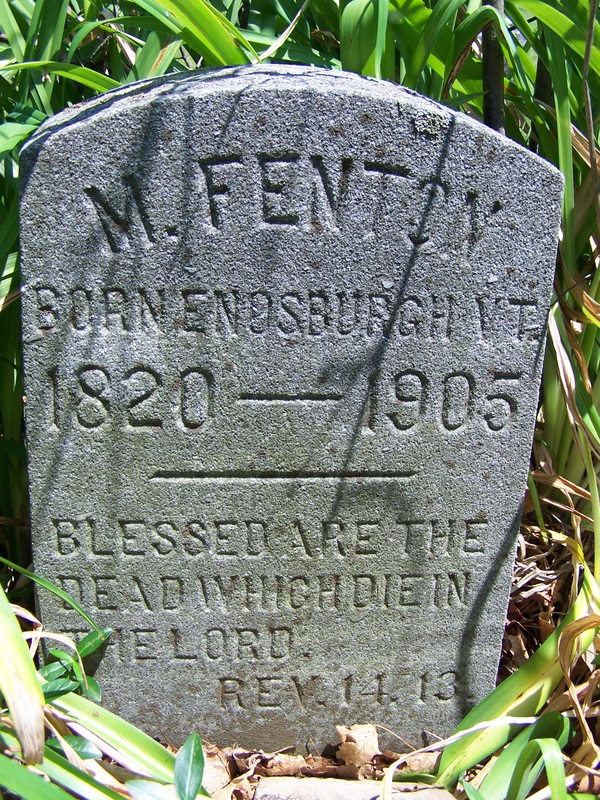 M. FENTON
BORN ENOSBURGH VT.
1820 — 1905
BLESSED ARE THE
DEAD WHICH DIE IN
THE LORD.
REV. 14. 13.